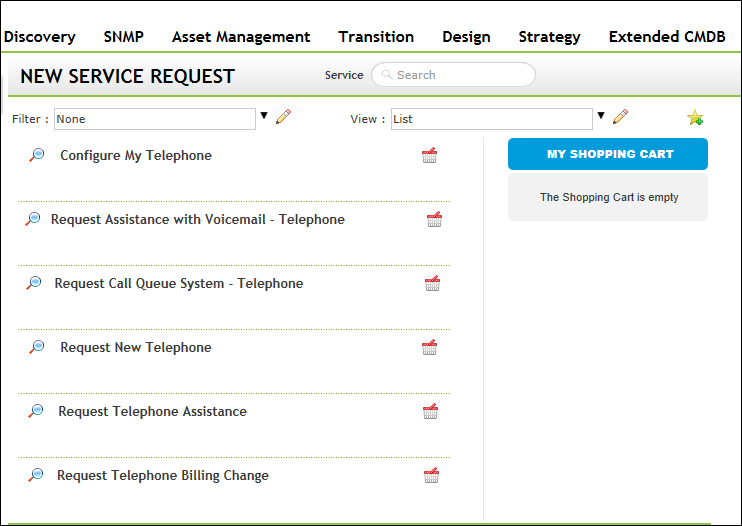 Discovery SNMP Asset Management Transition Design Strategy Extended CMDB
NEW SERVICE REQUEST Service Search
Filter : None View : List
Configure My Telephone MY SHOPPING CART
The Shopping Cart is empty
Request Assistance with Voicemail - Telephone
Request Call Queue System - Telephone
Request New Telephone
Request Telephone Assistance
Request Telephone Billing Change